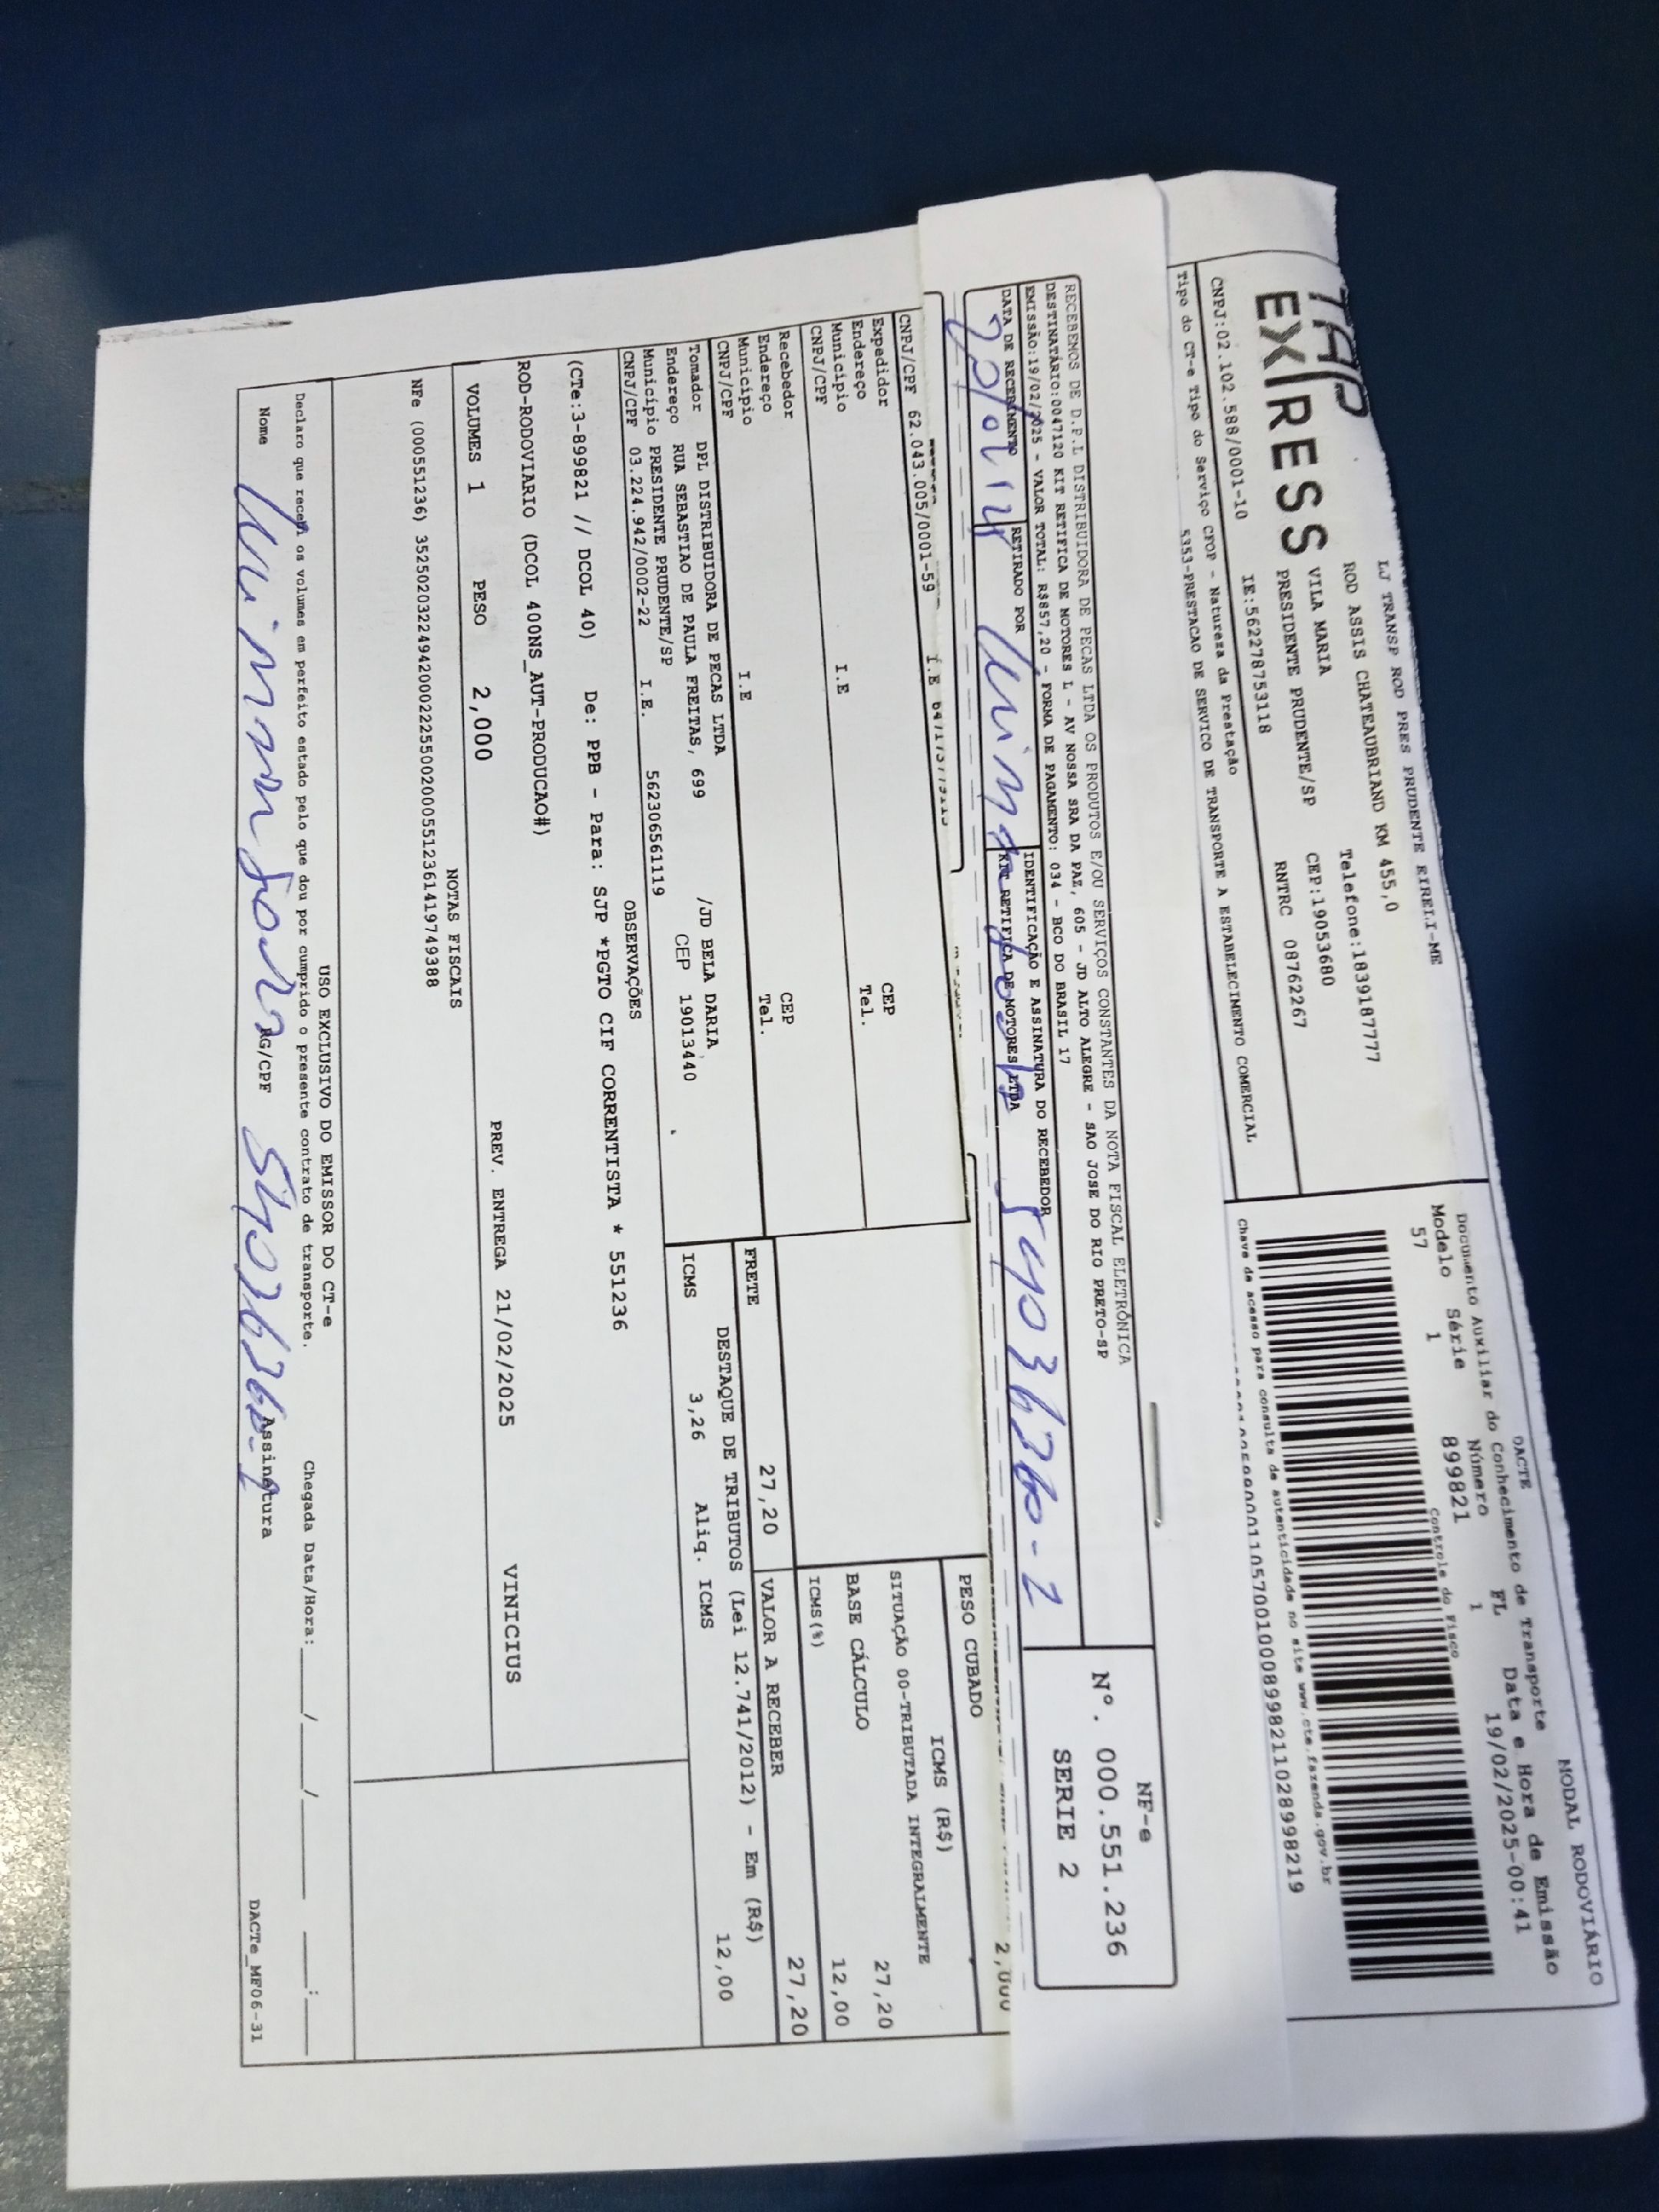 MODAL RODOVIÁRIO
TAP
EXPRESS
LJ TRANSP ROD PRES PRUDENTE EIRELI-ME
ROD ASSIS CHATEAUBRIAND KM 455,0
Telefone:1839187777
VILA MARIA
CEP:19053680
PRESIDENTE PRUDENTE/SP
RNTRC 08762267
CNPJ:02.102.588/0001-10
IE:562278753118
Tipo do CT-e Tipo do Serviço CFOP - Natureza da Prestação
5353-PRESTACAO DE SERVICO DE TRANSPORTE A ESTABELECIMENTO COMERCIAL
DACTE
Documento Auxiliar do Conhecimento de Transporte
Modelo Série Número FL Data e Hora de Emissão
57 1 899821 1 19/02/2025-00:41
Controle do Fisco
Chave de acesso para consulta de autenticidade no site www.cte.fazenda.gov.br
RECEBEMOS DE D.P.L DISTRIBUIDORA DE PECAS LTDA OS PRODUTOS E/OU SERVIÇOS CONSTANTES DA NOTA FISCAL ELETRÔNICA
DESTINATÁRIO:0047120 KIT RETIFICA DE MOTORES L - AV NOSSA SRA DA PAZ, 605 - JD ALTO ALEGRE - SAO JOSE DO RIO PRETO-SP
EMISSÃO:19/02/2025 - VALOR TOTAL: R$857,20 - FORMA DE PAGAMENTO: 034 - BCO DO BRASIL 17
DATA DE RECEBIMENTO
RETIRADO POR
IDENTIFICAÇÃO E ASSINATURA DO RECEBEDOR
KIT RETIFICA DE MOTORES LTDA
NF-e
Nº. 000.551.236
SERIE 2
CNPJ/CPF 62.043.005/0001-59 I.E
PESO CUBADO 2,000
Expedidor
CEP
Endereço
Tel.
Município
I.E
CNPJ/CPF
ICMS (R$)
SITUAÇÃO 00-TRIBUTADA INTEGRALMENTE
BASE CÁLCULO 27,20
ICMS(%) 12,00
Recebedor
CEP
Endereço
Tel.
Município
I.E
CNPJ/CPF
FRETE 27,20
VALOR A RECEBER 27,20
Tomador DPL DISTRIBUIDORA DE PECAS LTDA
Endereço RUA SEBASTIAO DE PAULA FREITAS, 699 /JD BELA DARIA
Município PRESIDENTE PRUDENTE/SP CEP 19013440
CNPJ/CPF 03.224.942/0002-22 I.E. 562306561119
DESTAQUE DE TRIBUTOS (Lei 12.741/2012) - Em (R$)
ICMS 3,26 Aliq. ICMS 12,00
OBSERVAÇÕES
(CTe:3-899821 // DCOL 40) De: PPB - Para: SJP *PGTO CIF CORRENTISTA * 551236
ROD-RODOVIARIO (DCOL 400NS_AUT-PRODUCAO#)
VINICIUS
VOLUMES 1 PESO 2,000 PREV. ENTREGA 21/02/2025
NOTAS FISCAIS
NFe (000551236) 35250203224942000222550020005512361419749388
USO EXCLUSIVO DO EMISSOR DO CT-e
Declaro que recebi os volumes em perfeito estado pelo que dou por cumprido o presente contrato de transporte. Chegada Data/Hora: ___/___/_____ ___:___
Nome RG/CPF Assinatura
DACTe_MF06-31